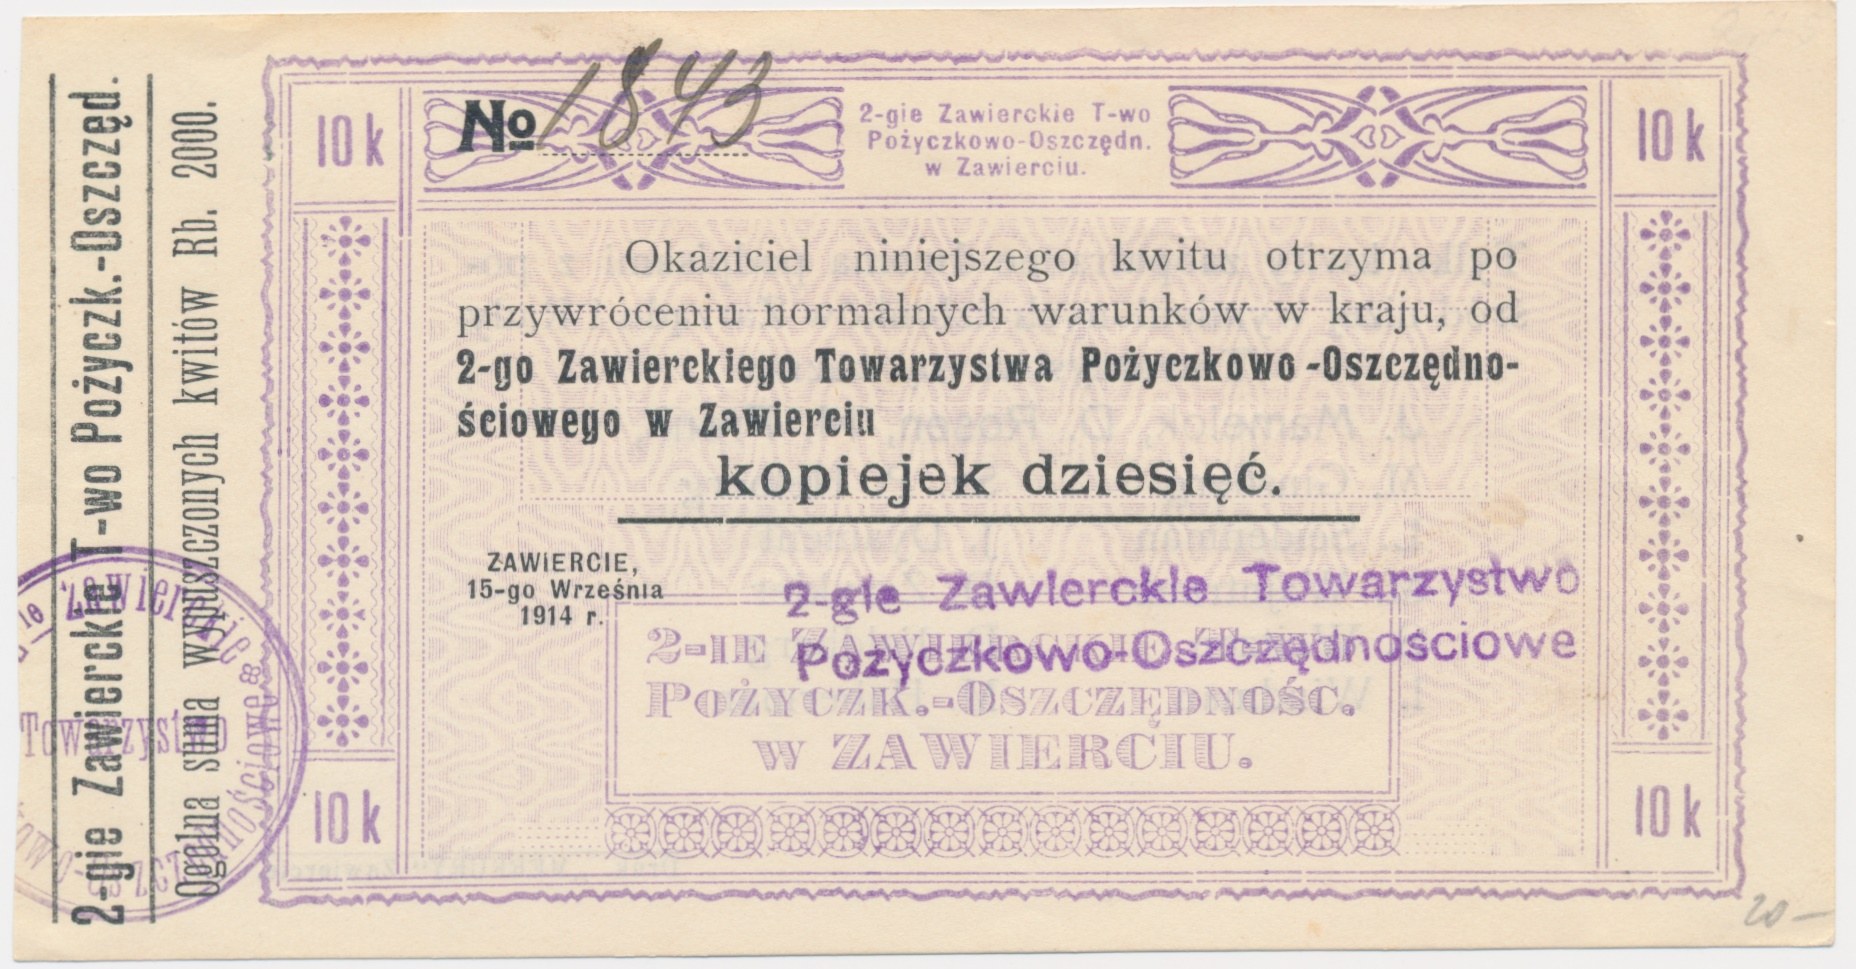 2-gie Zawierckie T-wo Pożyczk.-Oszczęd.
Ogólna suma wypuszczonych kwitów Rb. 2000.
Zawierckie
Towarzystwo
10 k
№ 1843
2-gie Zawierckie T-wo
Pożyczkowo-Oszczędn.
w Zawierciu.
10 k
Okaziciel niniejszego kwitu otrzyma po
przywróceniu normalnych warunków w kraju, od
2-go Zawierckiego Towarzystwa Pożyczkowo-Oszczędno-
ściowego w Zawierciu
kopiejek dziesięć.
ZAWIERCIE,
15-go Września
1914 r.
2-gie Zawierckie Towarzystwo
Pożyczkowo-Oszczędnościowe
2-IE ZAWIERCKIE T-WO
POŻYCZK.-OSZCZĘDNOŚC.
W ZAWIERCIU.
10 k
10 k
20-